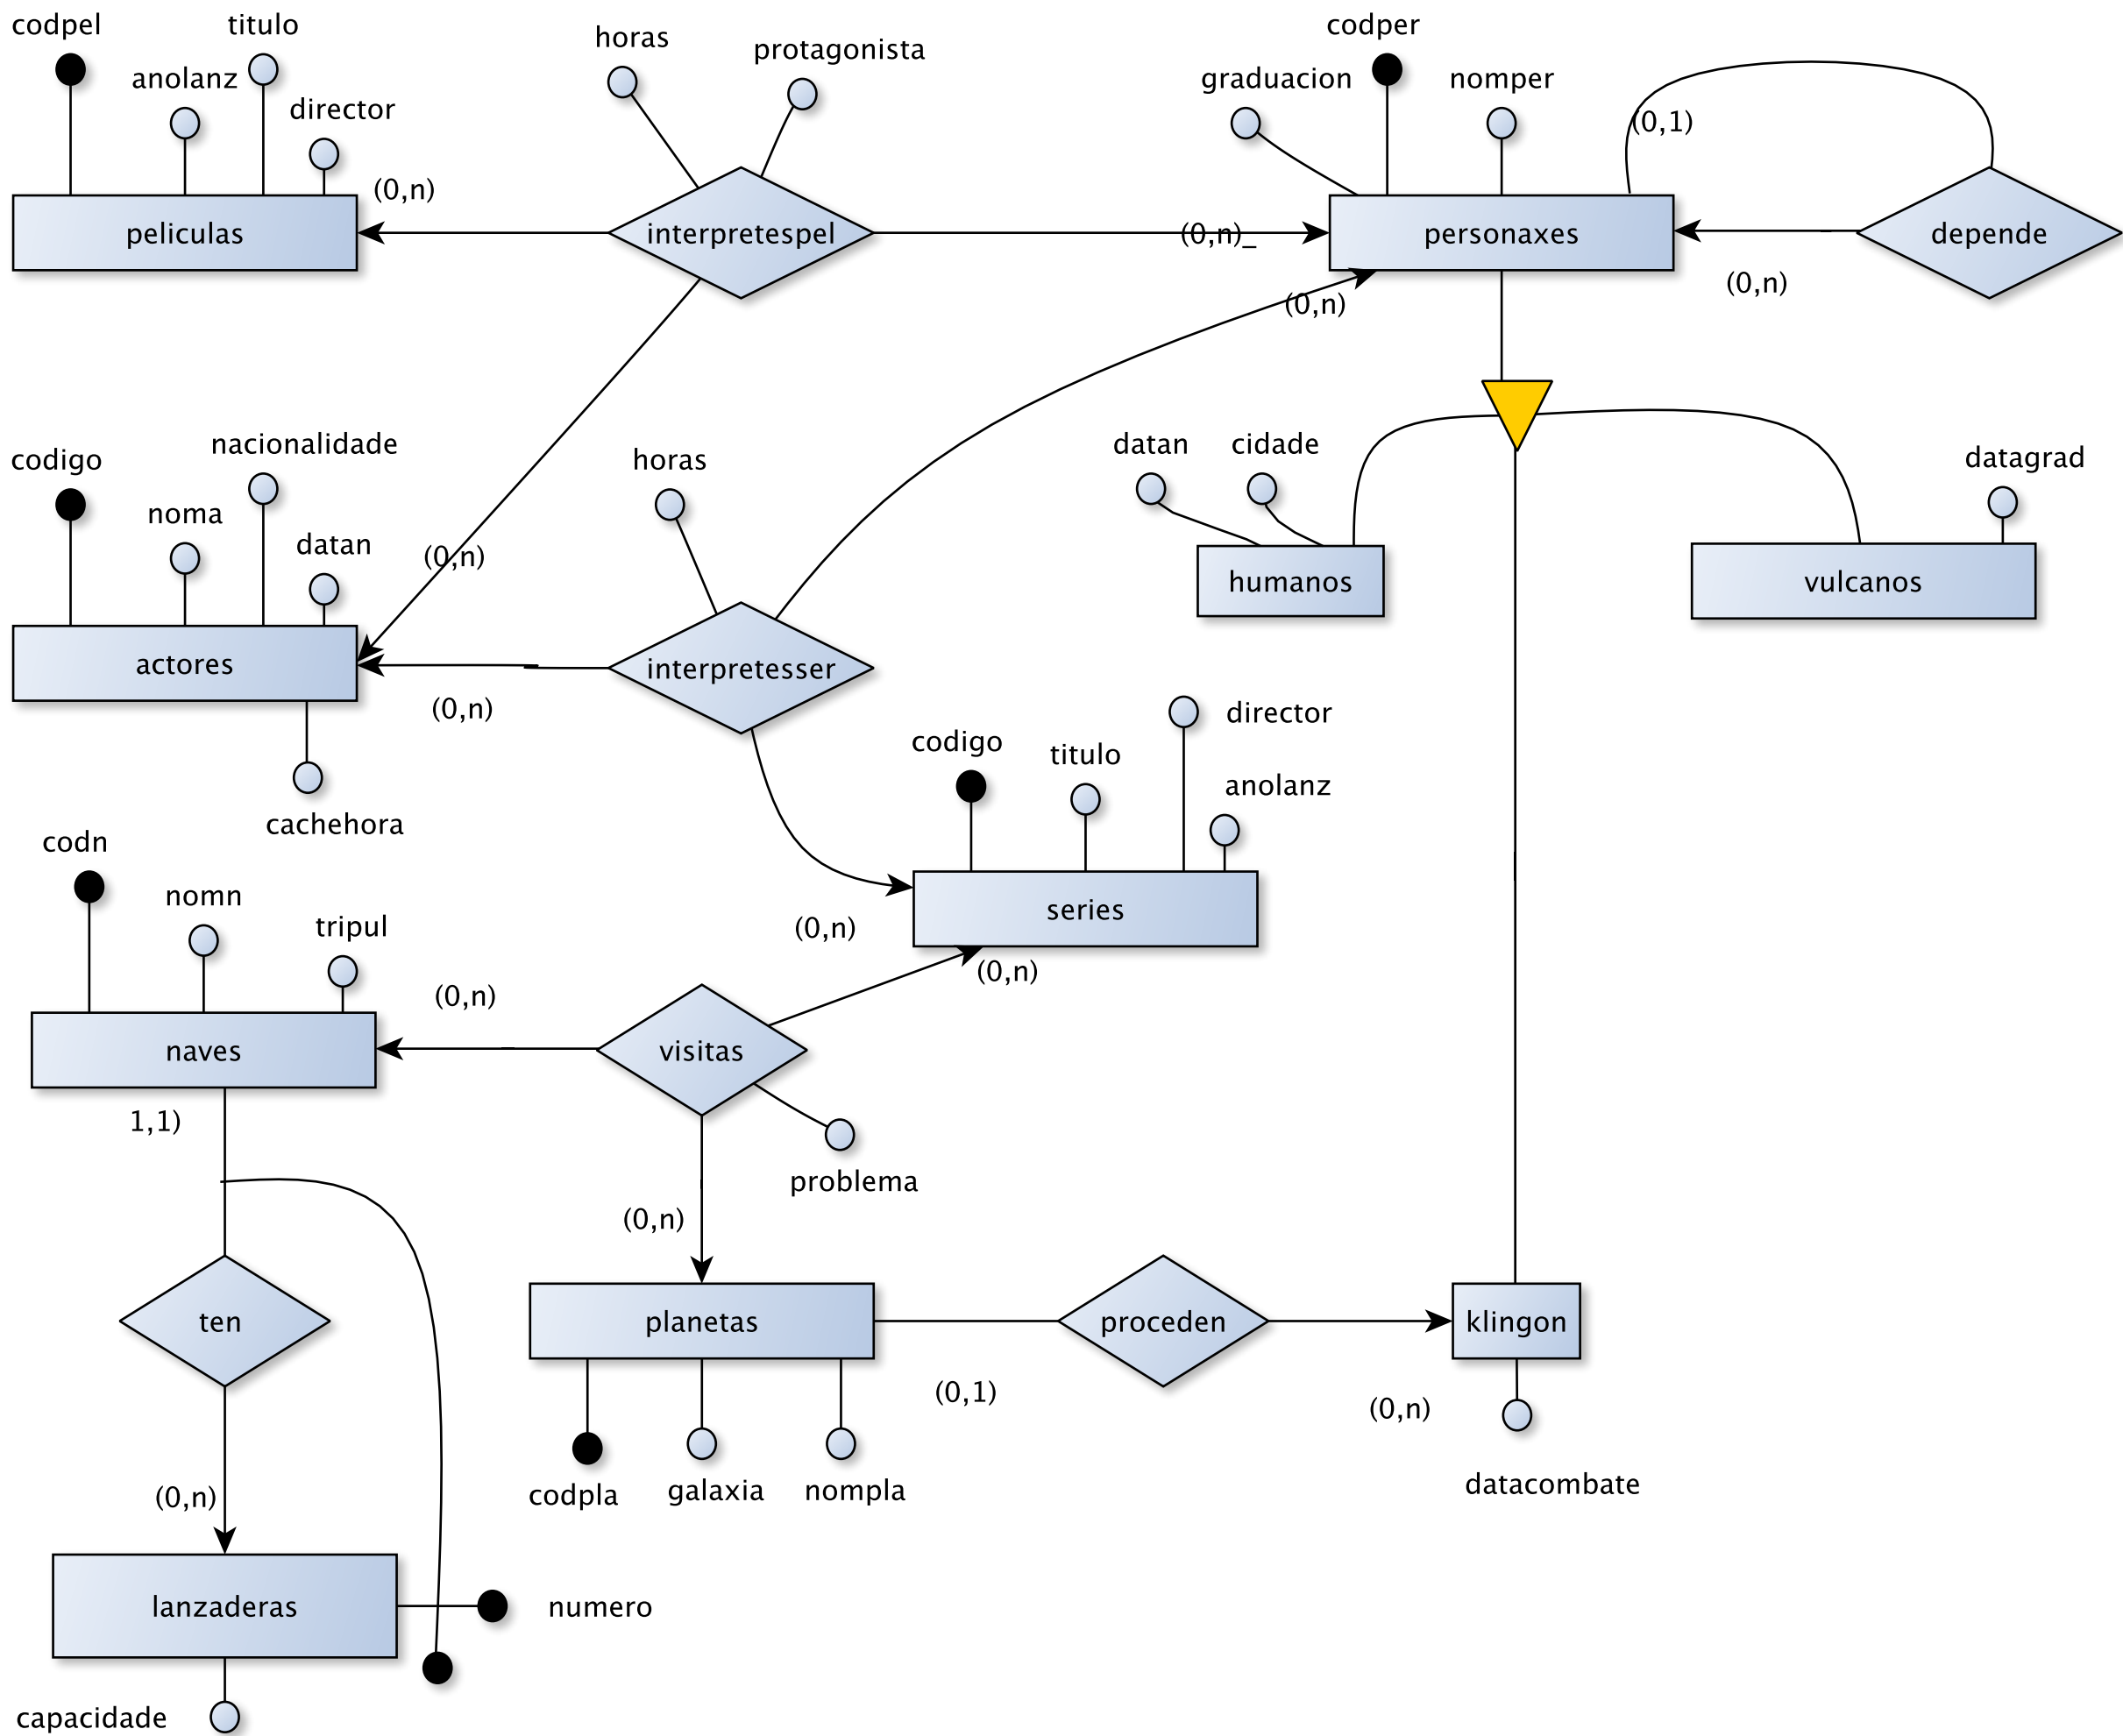 codpel
titulo
anolanz
director
(0,n)
peliculas
horas
protagonista
interpretespel
(0,n)_
codper
graduacion
nomper
(0,1)
personaxes
depende
(0,n)
(0,n)
codigo
nacionalidade
noma
datan
(0,n)
actores
(0,n)
cachehora
horas
interpretesser
datan
cidade
humanos
datagrad
vulcanos
director
codigo
titulo
anolanz
series
(0,n)
(0,n)
codn
nomn
tripul
(0,n)
naves
visitas
1,1)
problema
(0,n)
ten
planetas
proceden
klingon
(0,1)
(0,n)
codpla
galaxia
nompla
datacombate
(0,n)
lanzaderas
numero
capacidade